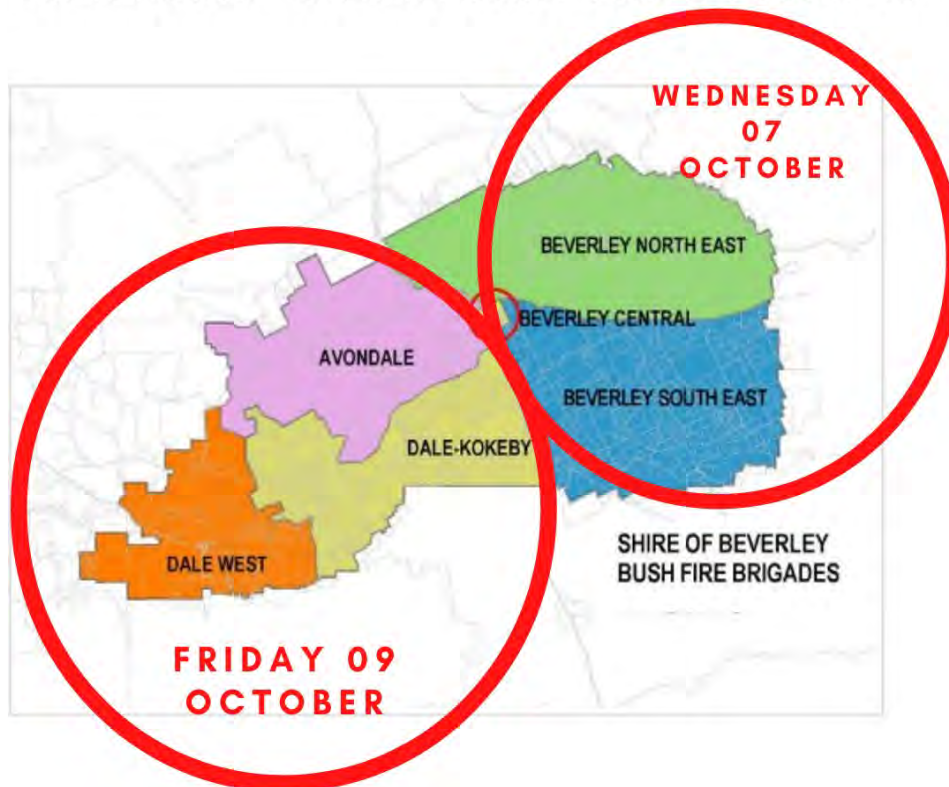 WEDNESDAY
07
OCTOBER
BEVERLEY NORTH EAST
BEVERLEY CENTRAL
AVONDALE
BEVERLEY SOUTH EAST
DALE-KOKEBY
SHIRE OF BEVERLEY
BUSH FIRE BRIGADES
DALE WEST
FRIDAY 09
OCTOBER